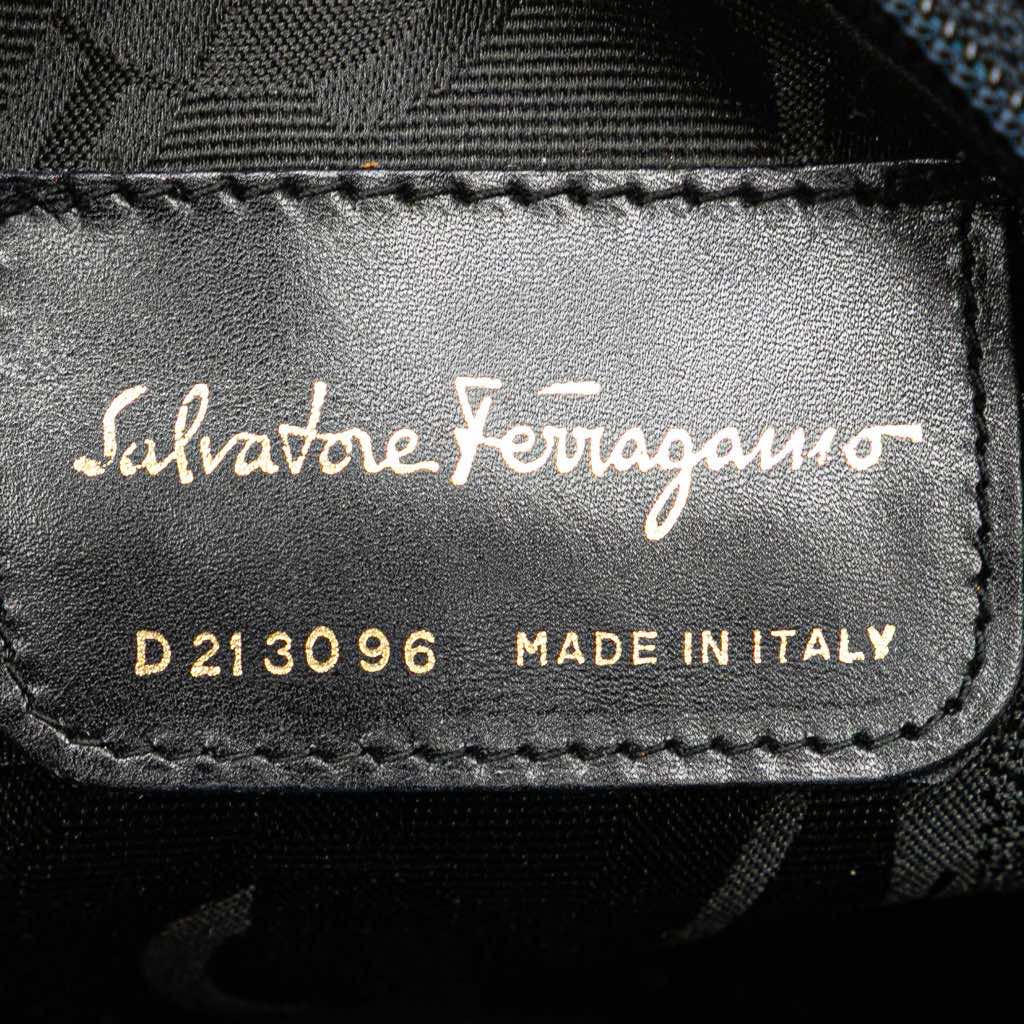 Salvatore Ferragamo
D213096 MADE IN ITALY